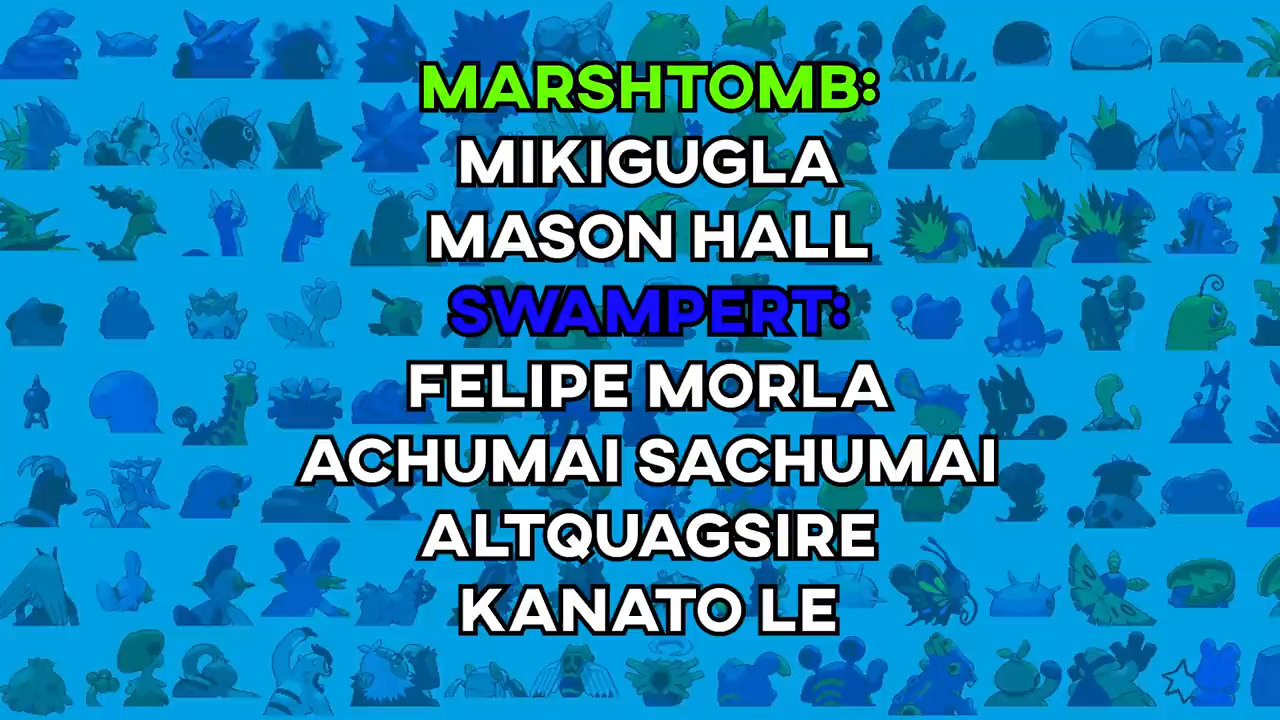 MARSHTOMB:
MIKIGUGLA
MASON HALL
SWAMPERT:
FELIPE MORLA
ACHUMAI SACHUMAI
ALTQUAGSIRE
KANATO LE